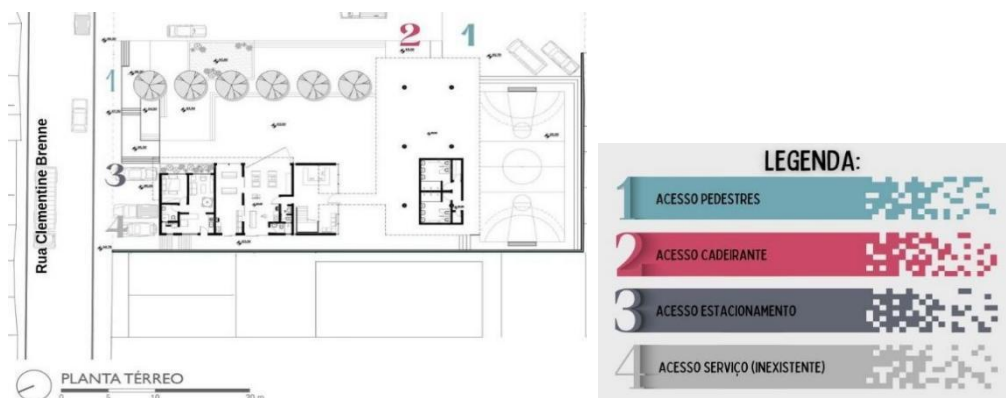 2
1
1
Rua Clementine Brenne
3
4
PLANTA TÉRREO
0 5 10 20 m
LEGENDA:
1 ACESSO PEDESTRES
2 ACESSO CADEIRANTE
3 ACESSO ESTACIONAMENTO
4 ACESSO SERVIÇO (INEXISTENTE)